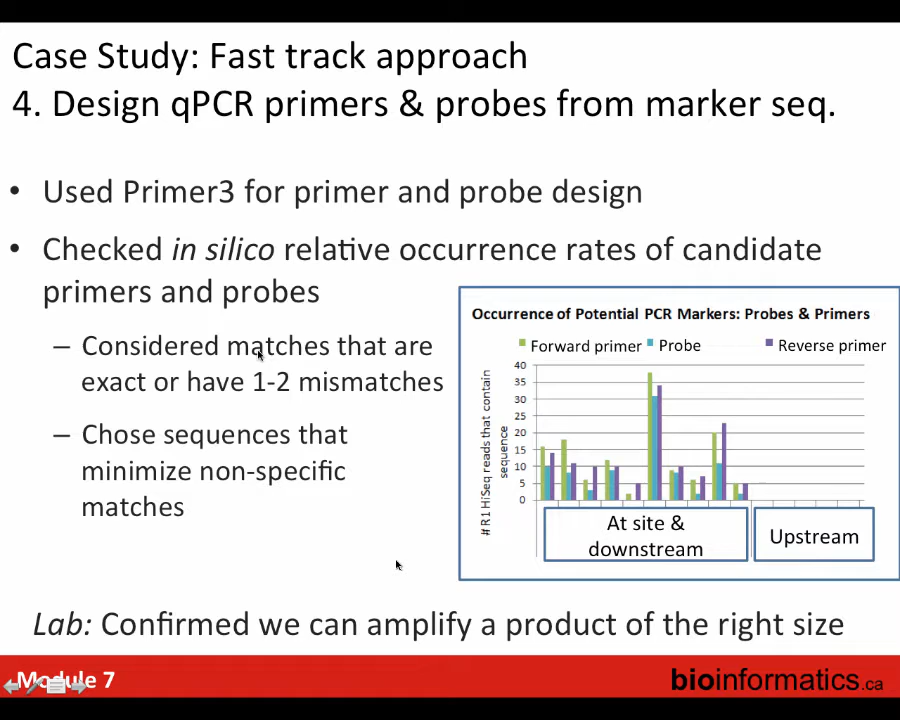 Case Study: Fast track approach
4. Design qPCR primers & probes from marker seq.
• Used Primer3 for primer and probe design
• Checked in silico relative occurrence rates of candidate
primers and probes
– Considered matches that are
exact or have 1-2 mismatches
– Chose sequences that
minimize non-specific
matches
Occurrence of Potential PCR Markers: Probes & Primers
Forward primer Probe Reverse primer
# R1 HiSeq reads that contain
sequence
40
35
30
25
20
15
10
5
0
At site &
downstream
Upstream
Lab: Confirmed we can amplify a product of the right size
Module 7
bioinformatics.ca